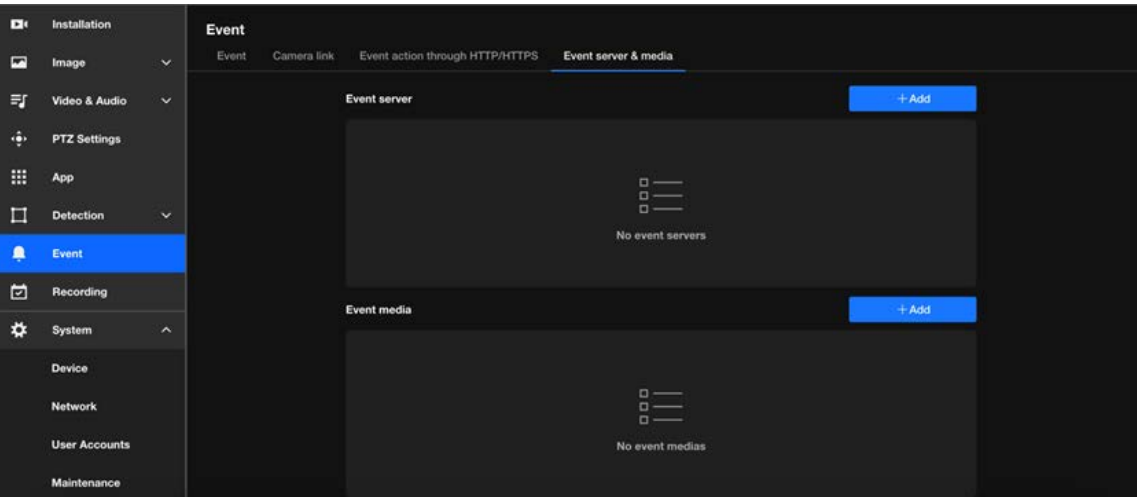 Installation
Image
Video & Audio
PTZ Settings
App
Detection
Event
Recording
System
Device
Network
User Accounts
Maintenance
Event
Event Camera link Event action through HTTP/HTTPS Event server & media
Event server +Add
No event servers
Event media +Add
No event medias